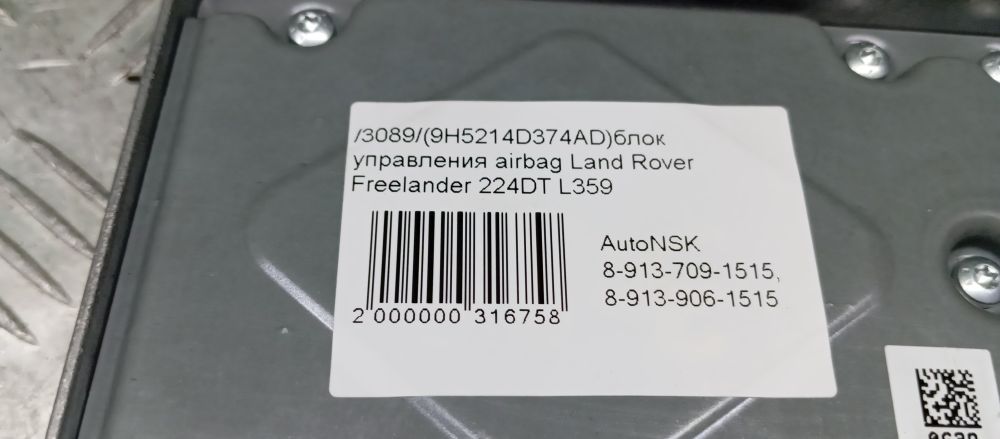 /3089/(9H5214D374AD)блок
управления airbag Land Rover
Freelander 224DT L359
AutoNSK
8-913-709-1515,
8-913-906-1515
2 000000 316758